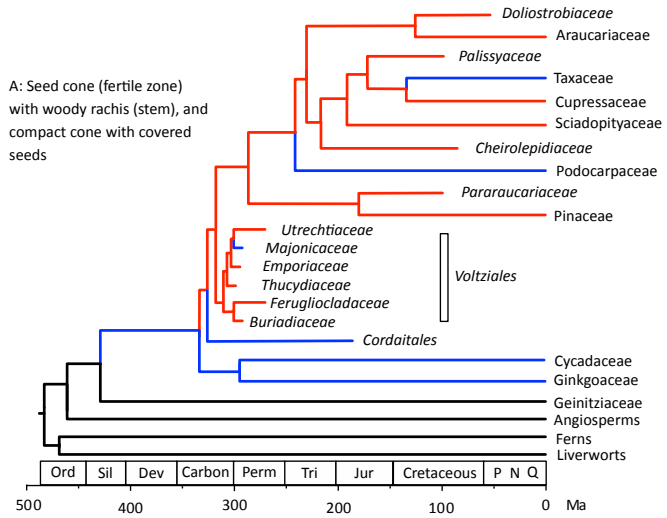 Doliostrobiaceae
Araucariaceae
Palissyaceae
A: Seed cone (fertile zone)
with woody rachis (stem), and
compact cone with covered
seeds
Taxaceae
Cupressaceae
Sciadopityaceae
Cheirolepidiaceae
Podocarpaceae
Pararaucariaceae
Pinaceae
Utrechtiaceae
Majonicaceae
Emporiaceae
Thucydiaceae
Ferugliocladaceae
Buriadiaceae
Voltziales
Cordaitales
Cycadaceae
Ginkgoaceae
Geinitziaceae
Angiosperms
Ferns
Liverworts
Ord Sil Dev Carbon Perm Tri Jur Cretaceous P N Q
500 400 300 200 100 0 Ma